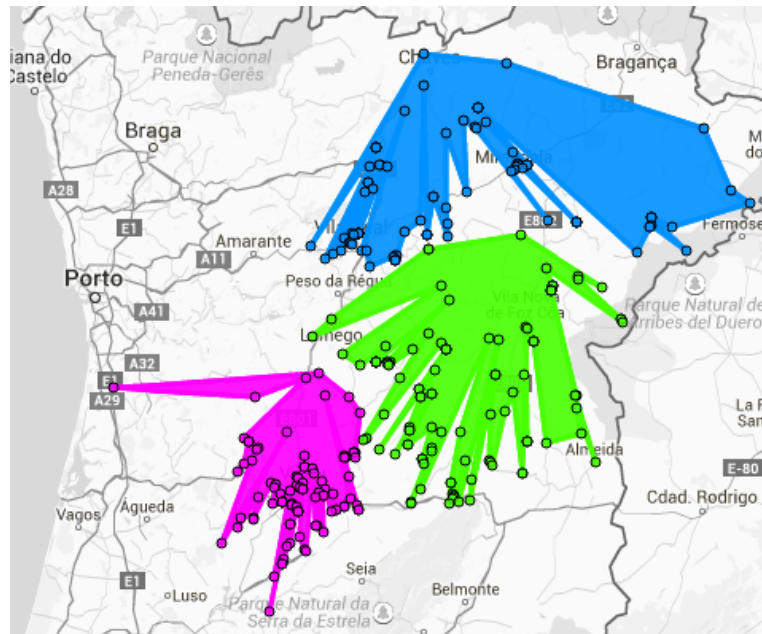 iana do
Castelo
Parque Nacional
Peneda-Gerês
Chaves
Bragança
Braga
A28
E1
Amarante
A11
E802
Fermose
Porto
Peso da Régua
A41
Vila Nova
de Foz Côa
Parque Natural de
Arribes del Duero
Lamego
A32
E1
A29
La F
San
Almeida
E-80
Cdad. Rodrigo
Vagos
Águeda
Seia
E1
Luso
Belmonte
Parque Natural da
Serra da Estrela